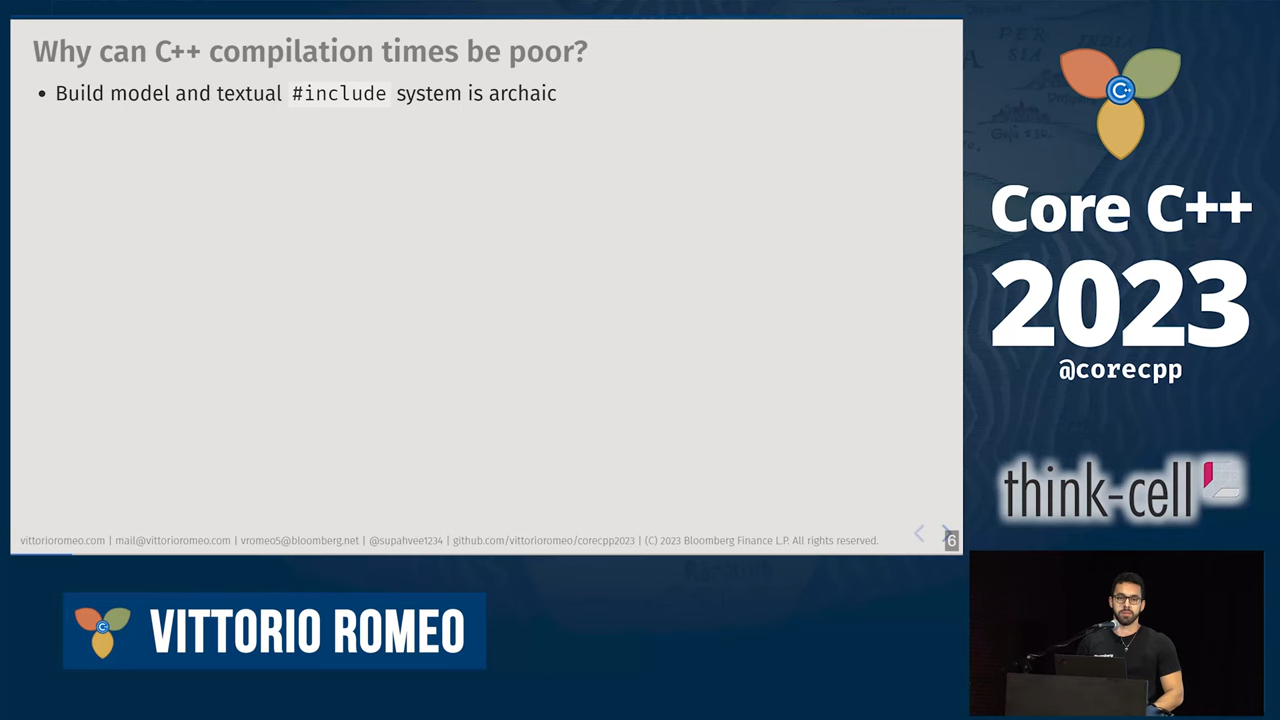 Why can C++ compilation times be poor?
• Build model and textual #include system is archaic
vittorioromeo.com | mail@vittorioromeo.com | vromeo5@bloomberg.net | @supahvee1234 | github.com/vittorioromeo/corecpp2023 | (C) 2023 Bloomberg Finance L.P. All rights reserved.
6
C++
Core C++
2023
@corecpp
think-cell
C++
VITTORIO ROMEO